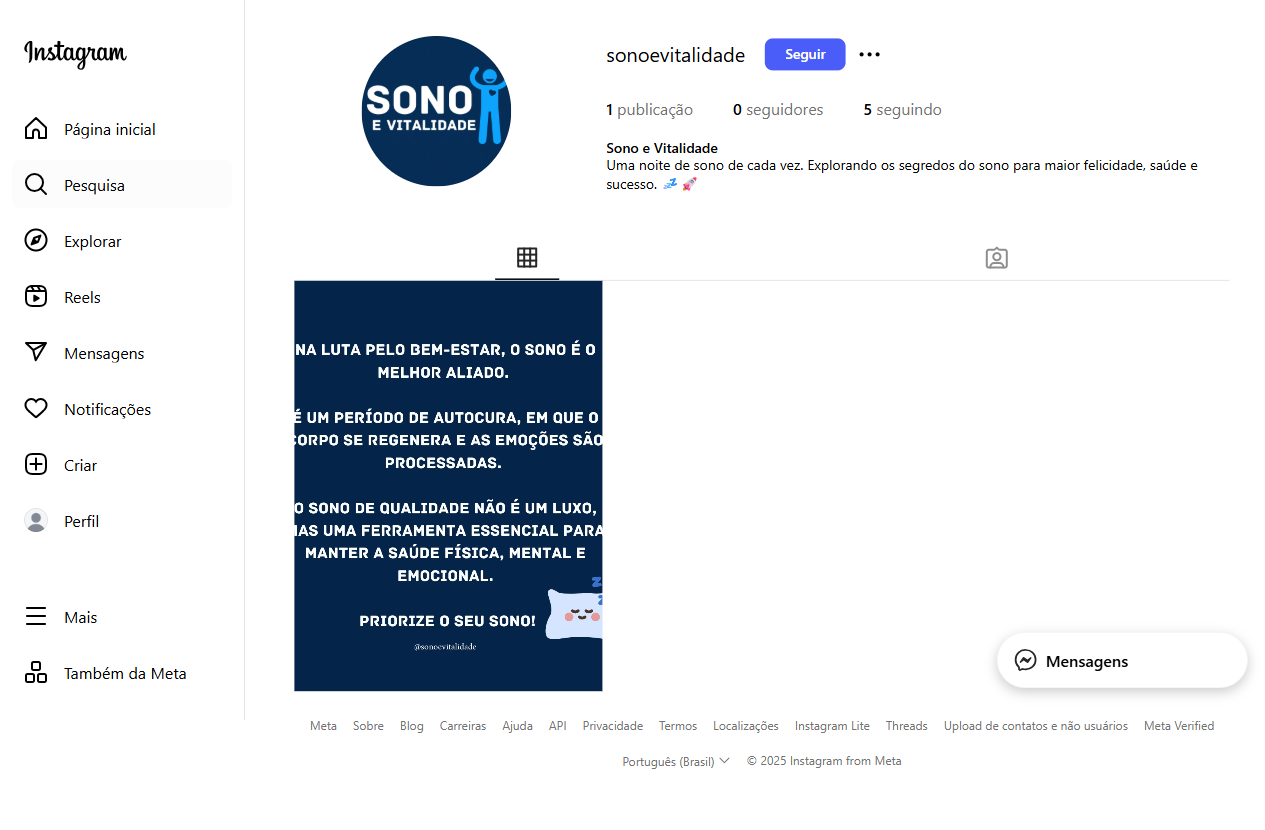 Instagram
Página inicial
Pesquisa
Explorar
Reels
Mensagens
Notificações
Criar
Perfil
Mais
Também da Meta
SONO
E VITALIDADE
sonoevitalidade
Seguir
1 publicação
0 seguidores
5 seguindo
Sono e Vitalidade
Uma noite de sono de cada vez. Explorando os segredos do sono para maior felicidade, saúde e
sucesso. 💤 🚀
NA LUTA PELO BEM-ESTAR, O SONO É O
MELHOR ALIADO.
É UM PERÍODO DE AUTOCURA, EM QUE O
CORPO SE REGENERA E AS EMOÇÕES SÃO
PROCESSADAS.
O SONO DE QUALIDADE NÃO É UM LUXO,
MAS UMA FERRAMENTA ESSENCIAL PARA
MANTER A SAÚDE FÍSICA, MENTAL E
EMOCIONAL.
PRIORIZE O SEU SONO!
Z
Z
@sonoevitalidade
Mensagens
Meta Sobre Blog Carreiras Ajuda API Privacidade Termos Localizações Instagram Lite Threads Upload de contatos e não usuários Meta Verified
Português (Brasil) © 2025 Instagram from Meta